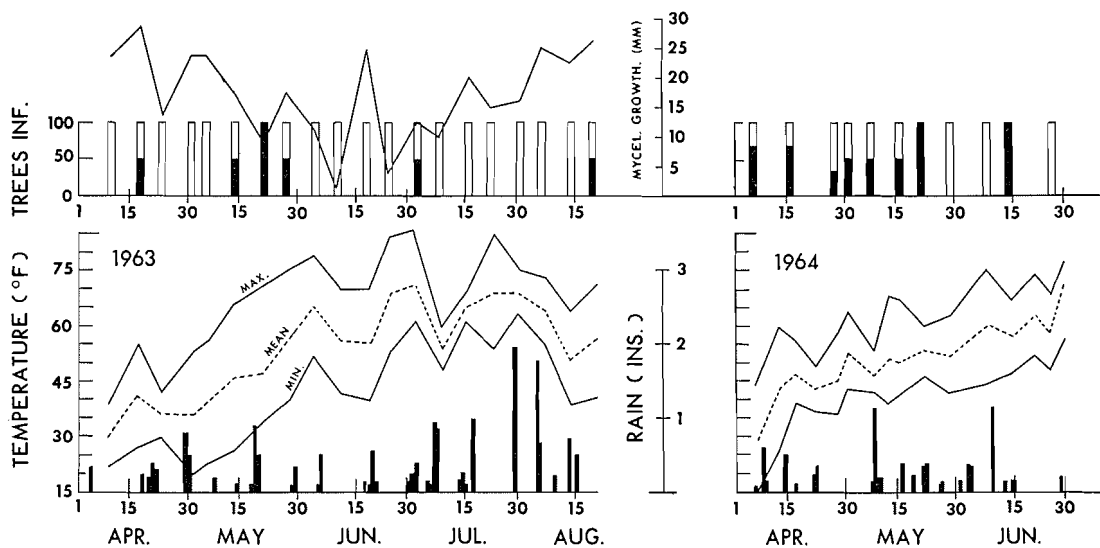 TREES INF.
100
50
0
1 15 30 15 30 15 30 15 30 15
MYCEL. GROWTH. (MM)
30
25
20
15
10
5
1 15 30 15 30 15 30
TEMPERATURE (°F)
75
60
45
30
15
1963
MAX.
MEAN
MIN.
15 30 15 30 15 30 15 30 15
APR. MAY JUN. JUL. AUG.
RAIN (INS.)
3
2
1
1964
1 15 30 15 30 15 30
APR. MAY JUN.